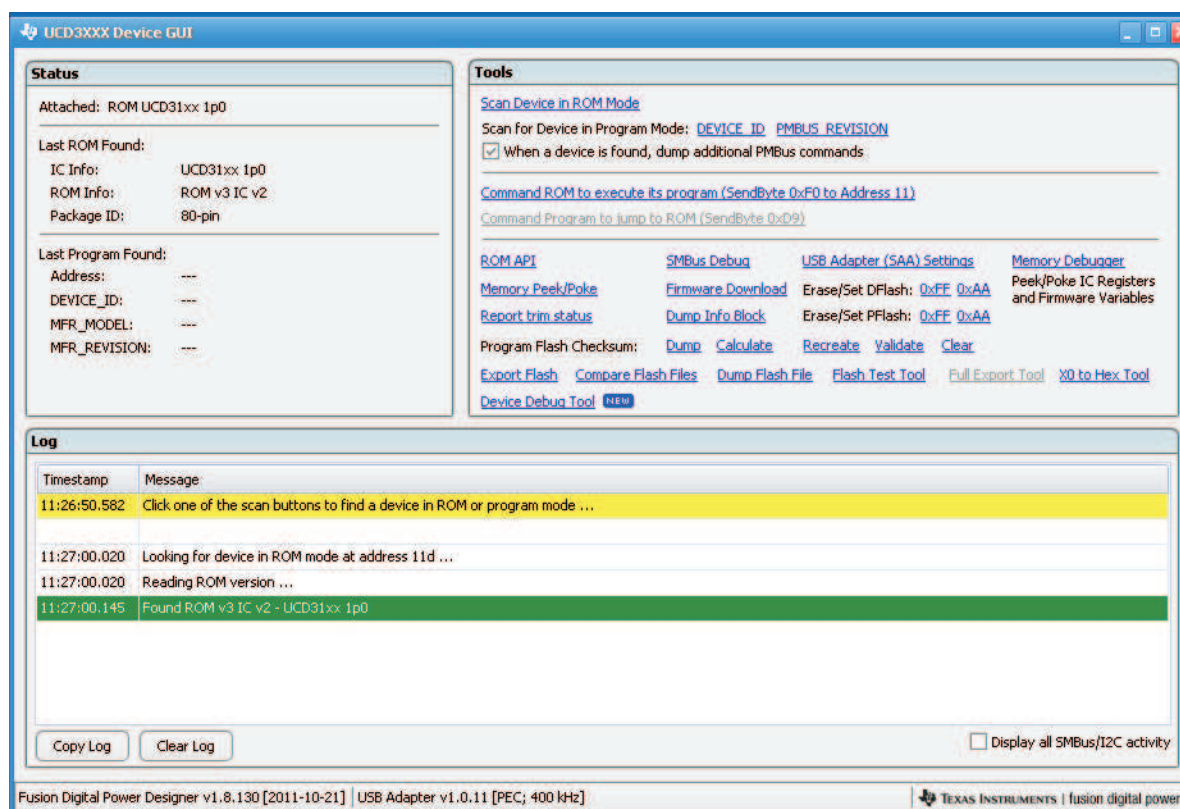 UCD3XXX Device GUI
Status
Attached: ROM UCD31xx 1p0
Last ROM Found:
IC Info: UCD31xx 1p0
ROM Info: ROM v3 IC v2
Package ID: 80-pin
Last Program Found:
Address: ---
DEVICE_ID: ---
MFR_MODEL: ---
MFR_REVISION: ---
Tools
Scan Device in ROM Mode
Scan for Device in Program Mode: DEVICE_ID PMBUS_REVISION
When a device is found, dump additional PMBus commands
Command ROM to execute its program (SendByte 0xF0 to Address 11)
Command Program to jump to ROM (SendByte 0xD9)
ROM API SMBus Debug USB Adapter (SAA) Settings Memory Debugger
Memory Peek/Poke Firmware Download Erase/Set DFlash: 0xFF 0xAA Peek/Poke IC Registers
and Firmware Variables
Report trim status Dump Info Block Erase/Set PFlash: 0xFF 0xAA
Program Flash Checksum: Dump Calculate Recreate Validate Clear
Export Flash Compare Flash Files Dump Flash File Flash Test Tool Full Export Tool X0 to Hex Tool
Device Debug Tool NEW
Log
Timestamp Message
11:26:50.582 Click one of the scan buttons to find a device in ROM or program mode ...
11:27:00.020 Looking for device in ROM mode at address 11d ...
11:27:00.020 Reading ROM version ...
11:27:00.145 Found ROM v3 IC v2 - UCD31xx 1p0
Copy Log Clear Log Display all SMBus/I2C activity
Fusion Digital Power Designer v1.8.130 [2011-10-21] USB Adapter v1.0.11 [PEC; 400 kHz] TEXAS INSTRUMENTS | fusion digital power